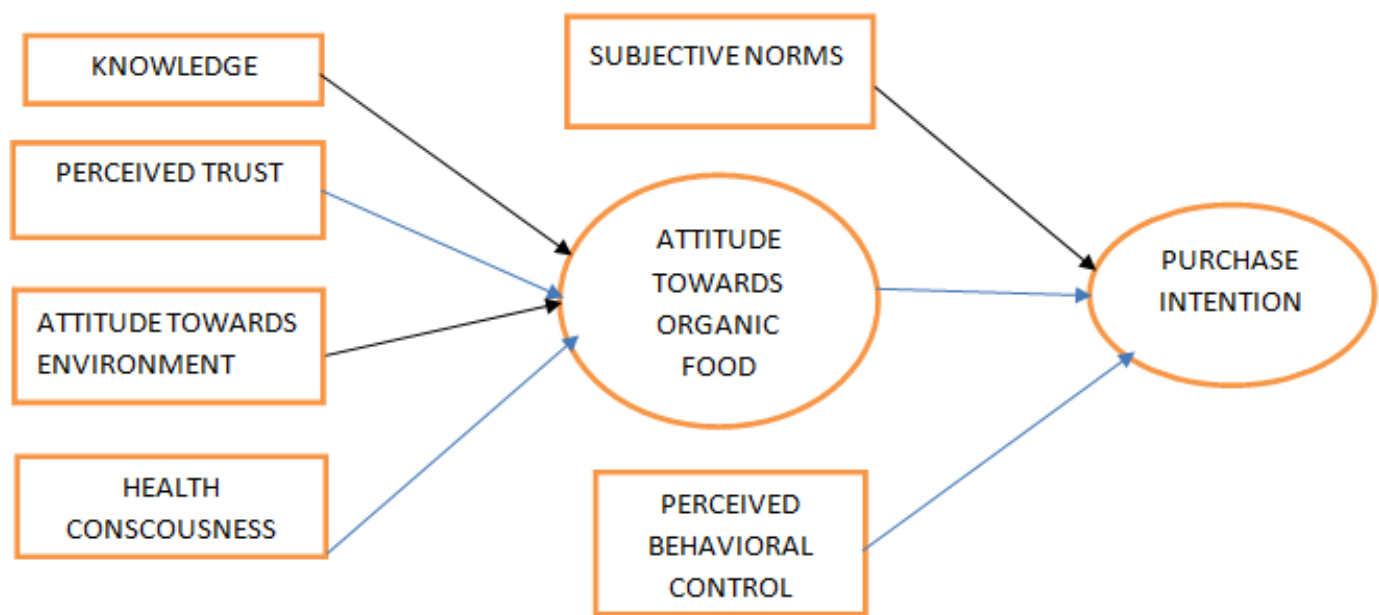 KNOWLEDGE
PERCEIVED TRUST
ATTITUDE TOWARDS
ENVIRONMENT
HEALTH
CONSCOUSNESS
SUBJECTIVE NORMS
ATTITUDE
TOWARDS
ORGANIC
FOOD
PERCEIVED
BEHAVIORAL
CONTROL
PURCHASE
INTENTION